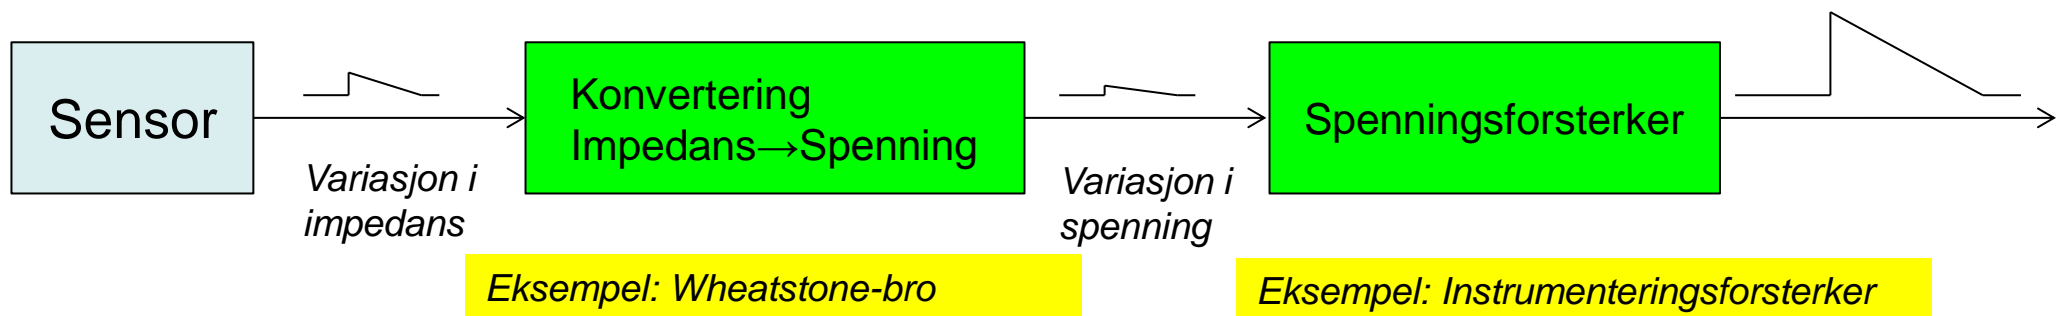 Sensor
Variasjon i
impedans
Konvertering
Impedans→Spenning
Eksempel: Wheatstone-bro
Variasjon i
spenning
Spenningsforsterker
Eksempel: Instrumenteringsforsterker